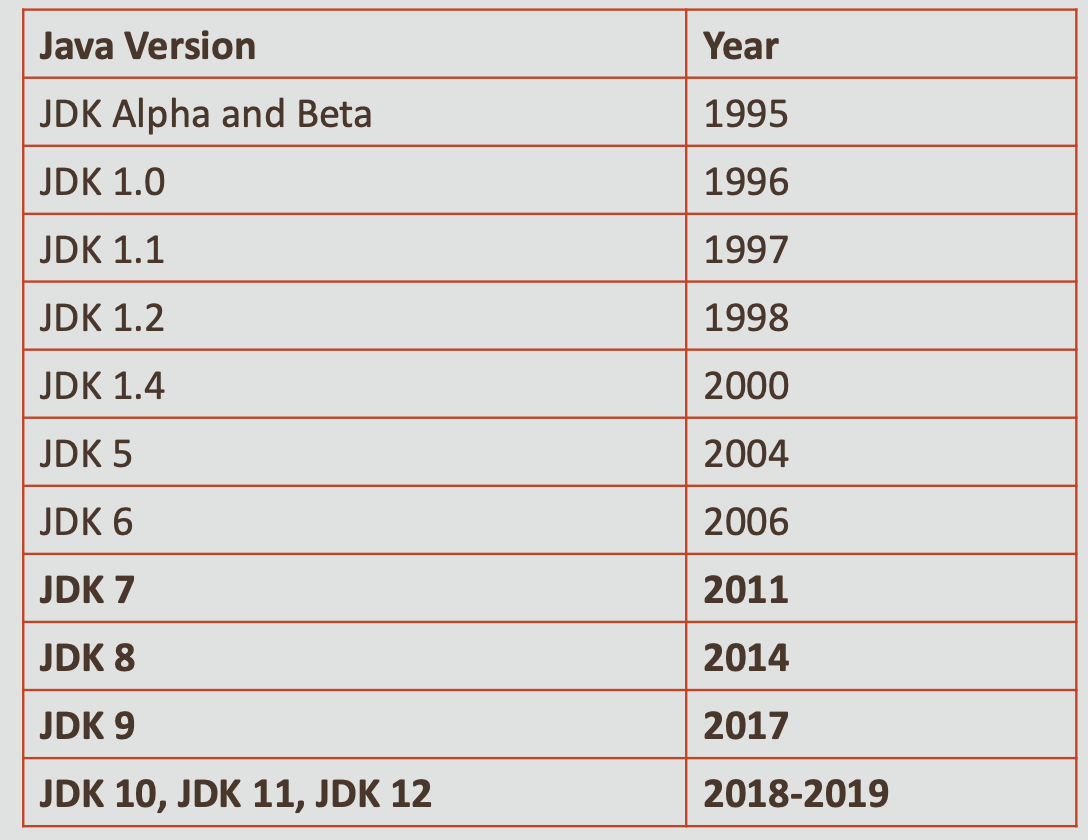 Java Version Year
JDK Alpha and Beta 1995
JDK 1.0 1996
JDK 1.1 1997
JDK 1.2 1998
JDK 1.4 2000
JDK 5 2004
JDK 6 2006
JDK 7 2011
JDK 8 2014
JDK 9 2017
JDK 10, JDK 11, JDK 12 2018-2019